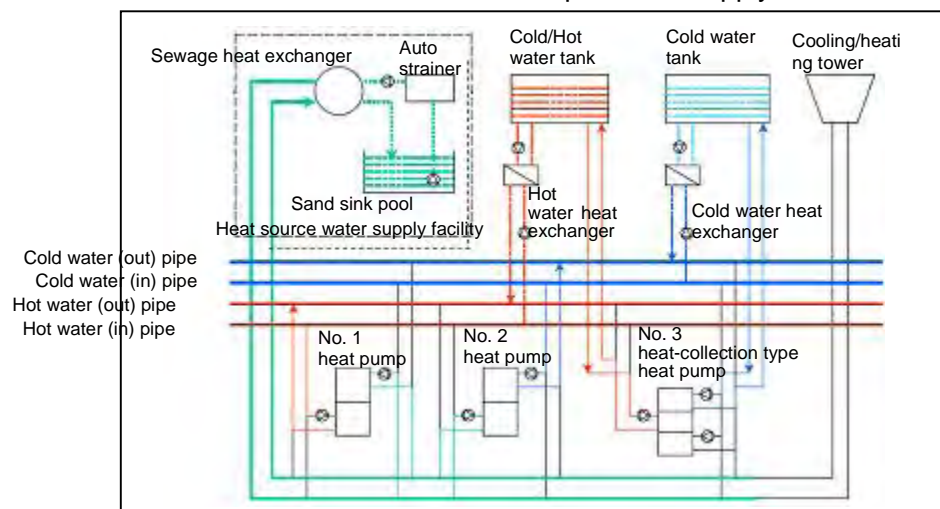 Sewage heat exchanger
Auto
strainer
Cold/Hot
water tank
Cold water
tank
Cooling/heati
ng tower
Sand sink pool
Heat source water supply facility
Hot
water heat
exchanger
Cold water heat
exchanger
Cold water (out) pipe
Cold water (in) pipe
Hot water (out) pipe
Hot water (in) pipe
No. 1
heat pump
No. 2
heat pump
No. 3
heat-collection type
heat pump